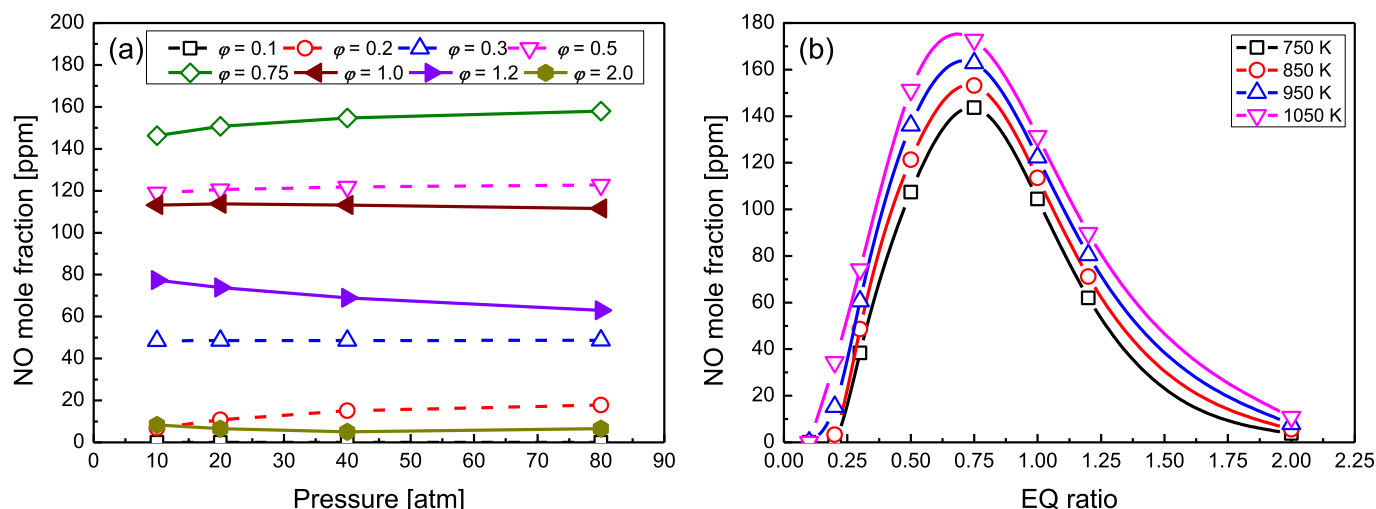 (a)
φ = 0.1 φ = 0.2 φ = 0.3 φ = 0.5
φ = 0.75 φ = 1.0 φ = 1.2 φ = 2.0
NO mole fraction [ppm]
200
180
160
140
120
100
80
60
40
20
0
0 10 20 30 40 50 60 70 80 90
Pressure [atm]
(b)
750 K
850 K
950 K
1050 K
NO mole fraction [ppm]
180
160
140
120
100
80
60
40
20
0
0.00 0.25 0.50 0.75 1.00 1.25 1.50 1.75 2.00 2.25
EQ ratio